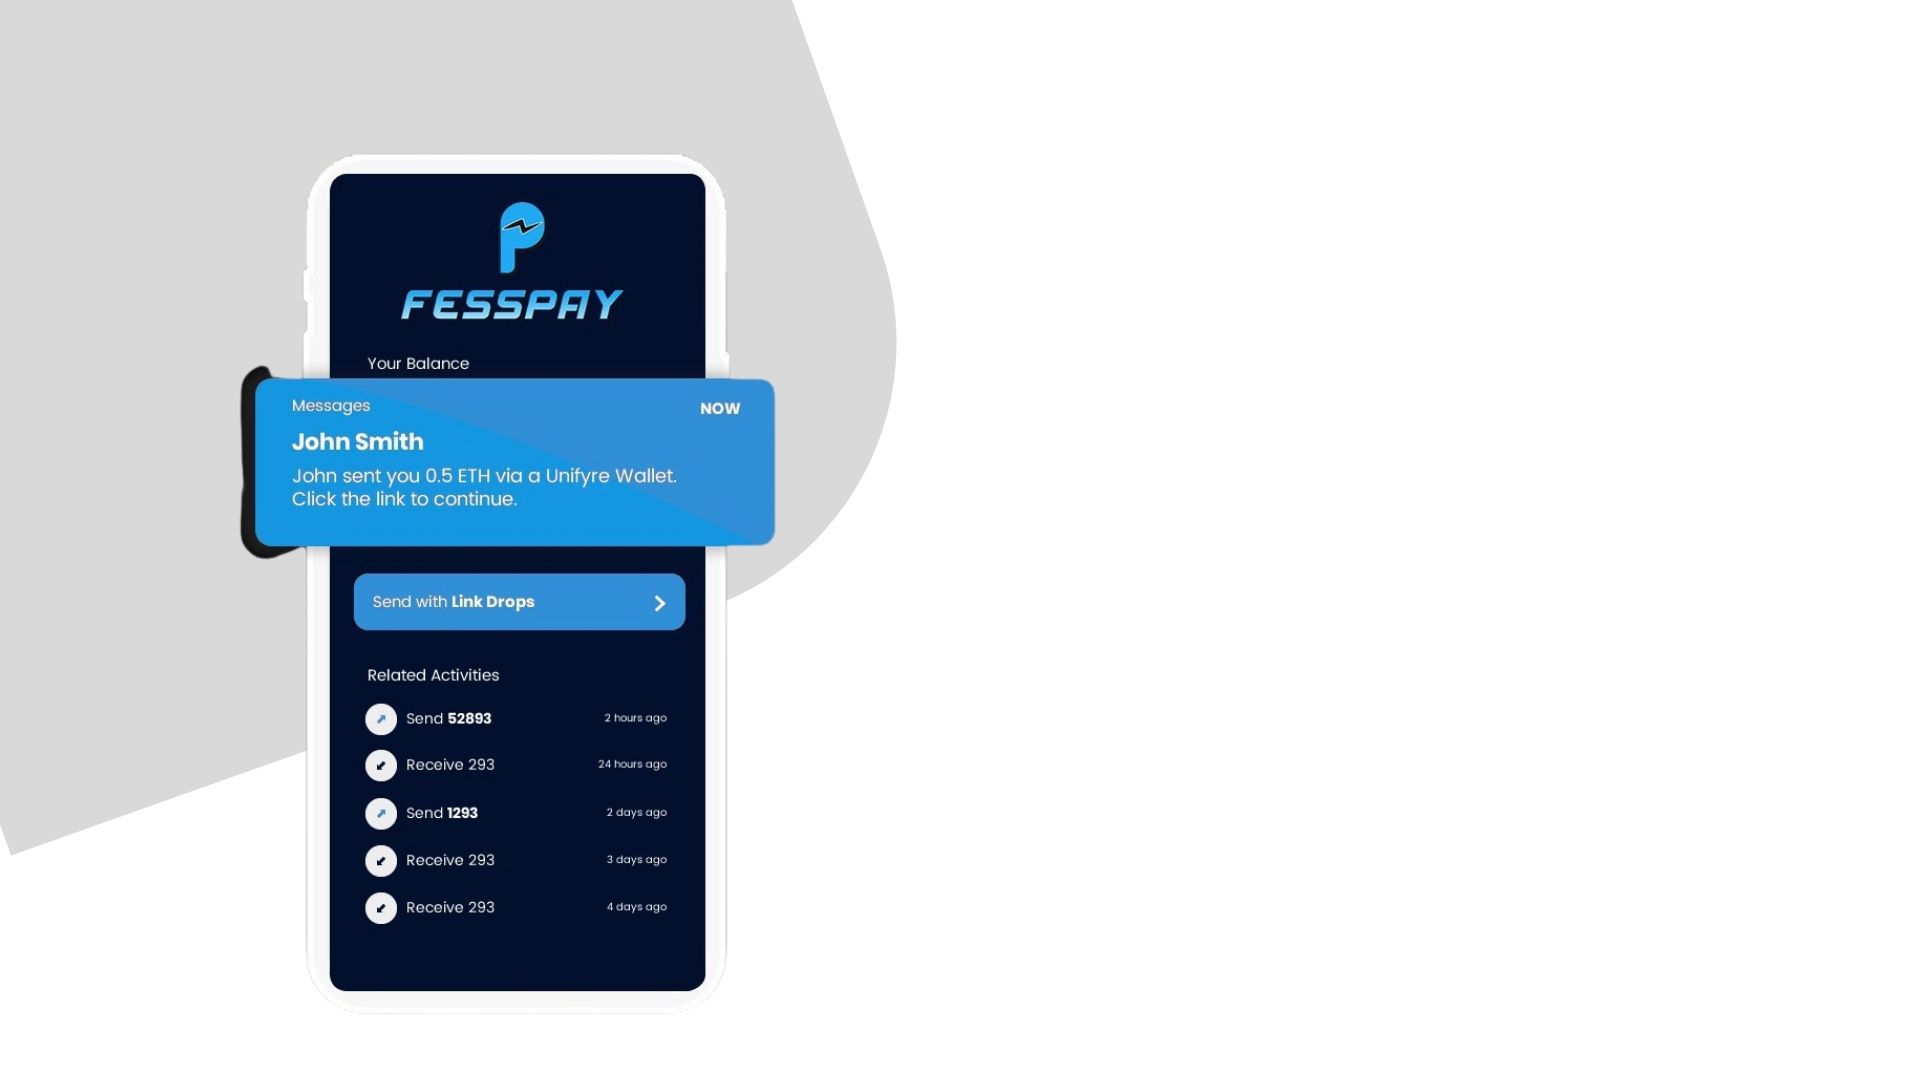 FESSPAY
Your Balance
Messages NOW
John Smith
John sent you 0.5 ETH via a Unifyre Wallet.
Click the link to continue.
Send with Link Drops
Related Activities
Send 52893 2 hours ago
Receive 293 24 hours ago
Send 1293 2 days ago
Receive 293 3 days ago
Receive 293 4 days ago